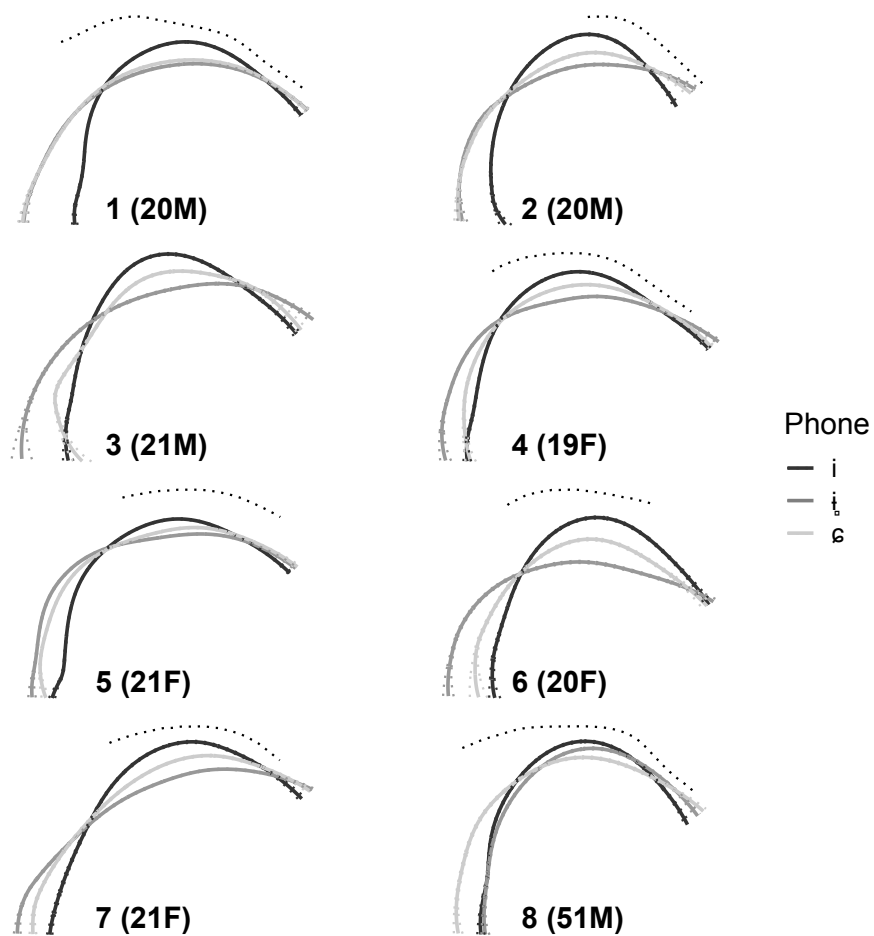 1 (20M)
2 (20M)
3 (21M)
4 (19F)
5 (21F)
6 (20F)
7 (21F)
8 (51M)
Phone
i
ɨ̻
ɕ